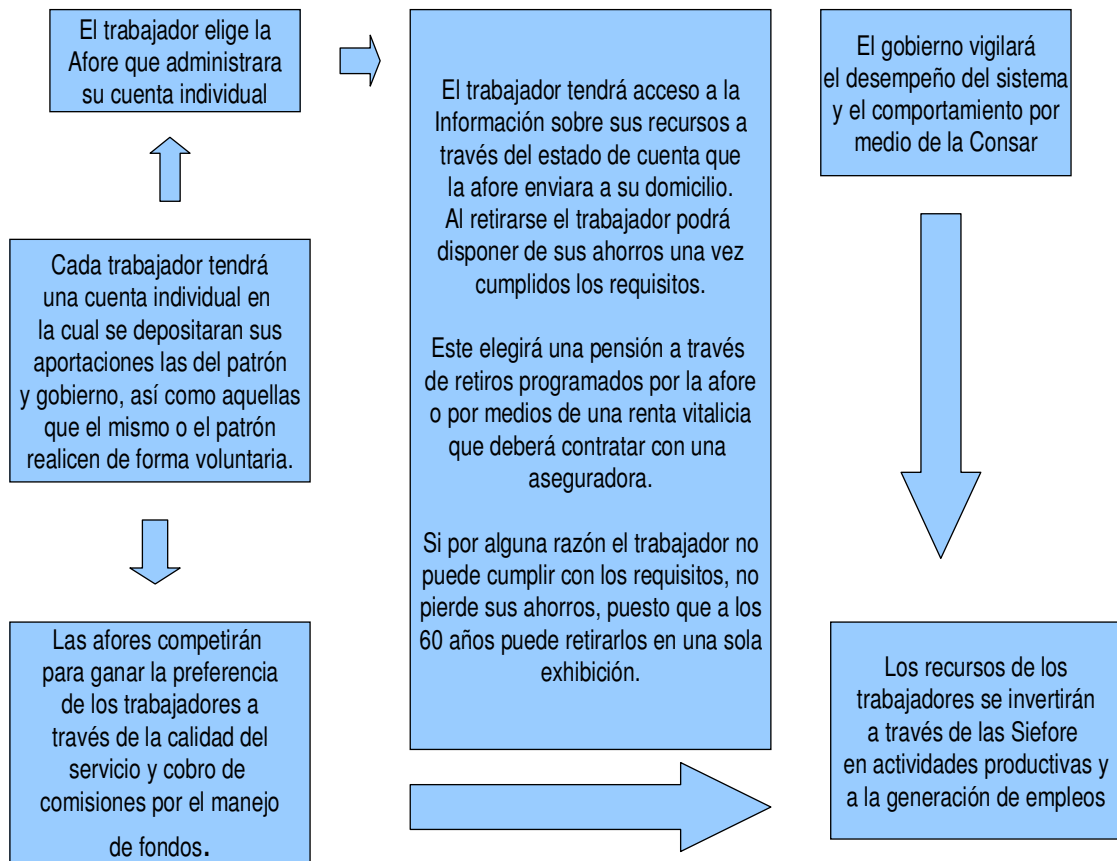 El trabajador elige la
Afore que administrara
su cuenta individual
Cada trabajador tendrá
una cuenta individual en
la cual se depositaran sus
aportaciones las del patrón
y gobierno, así como aquellas
que el mismo o el patrón
realicen de forma voluntaria.
Las afores competirán
para ganar la preferencia
de los trabajadores a
través de la calidad del
servicio y cobro de
comisiones por el manejo
de fondos.
El trabajador tendrá acceso a la
Información sobre sus recursos a
través del estado de cuenta que
la afore enviara a su domicilio.
Al retirarse el trabajador podrá
disponer de sus ahorros una vez
cumplidos los requisitos.
Este elegirá una pensión a través
de retiros programados por la afore
o por medios de una renta vitalicia
que deberá contratar con una
aseguradora.
Si por alguna razón el trabajador no
puede cumplir con los requisitos, no
pierde sus ahorros, puesto que a los
60 años puede retirarlos en una sola
exhibición.
El gobierno vigilará
el desempeño del sistema
y el comportamiento por
medio de la Consar
Los recursos de los
trabajadores se invertirán
a través de las Siefore
en actividades productivas y
a la generación de empleos